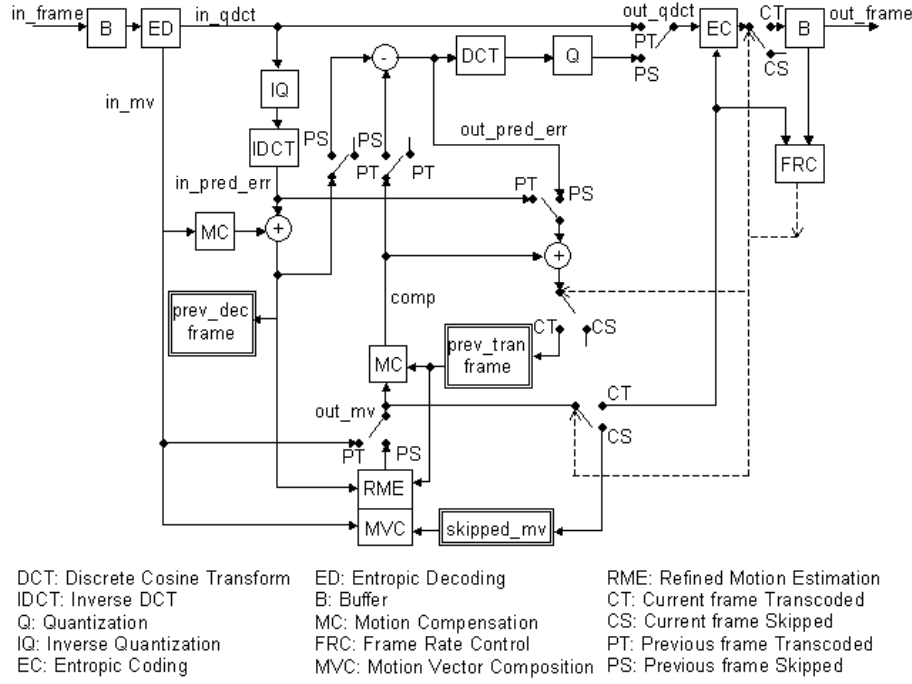 in_frame
in_qdct
out_qdct
CT
out_frame
B
ED
PT
EC
B
PS
CS
-
DCT
Q
IQ
in_mv
out_pred_err
IDCT
PS
PS
FRC
PT
PT
in_pred_err
PT
PS
MC
+
+
comp
prev_dec
frame
CT
CS
prev_tran
frame
MC
out_mv
CT
CS
PT
PS
RME
MVC
skipped_mv
DCT: Discrete Cosine Transform
IDCT: Inverse DCT
Q: Quantization
IQ: Inverse Quantization
EC: Entropic Coding
ED: Entropic Decoding
B: Buffer
MC: Motion Compensation
FRC: Frame Rate Control
MVC: Motion Vector Composition
RME: Refined Motion Estimation
CT: Current frame Transcoded
CS: Current frame Skipped
PT: Previous frame Transcoded
PS: Previous frame Skipped